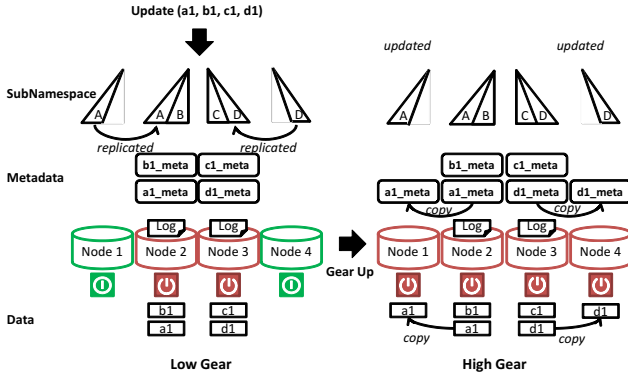 Update (a1, b1, c1, d1)
updated updated
SubNamespace
A A B C D D A A B C D D
replicated replicated
b1_meta c1_meta b1_meta c1_meta
Metadata
a1_meta d1_meta a1_meta a1_meta d1_meta d1_meta
copy copy
Log Log Log Log
Node 1 Node 2 Node 3 Node 4 Node 1 Node 2 Node 3 Node 4
Gear Up
b1 c1 a1 b1 c1 d1
Data
a1 d1 a1 d1
copy copy
Low Gear High Gear